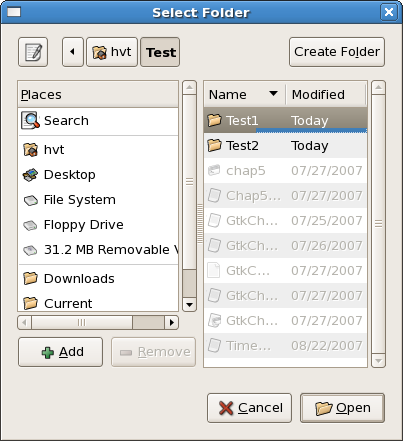 Select Folder
hvt Test Create Folder
Places
Search
hvt
Desktop
File System
Floppy Drive
31.2 MB Removable V
Downloads
Current
Name Modified
Test1 Today
Test2 Today
chap5 07/27/2007
Chap5... 07/27/2007
GtkCh... 07/25/2007
GtkCh... 07/26/2007
GtkC... 07/27/2007
GtkCh... 07/27/2007
GtkCh... 07/27/2007
Time... 08/22/2007
Add Remove
Cancel Open